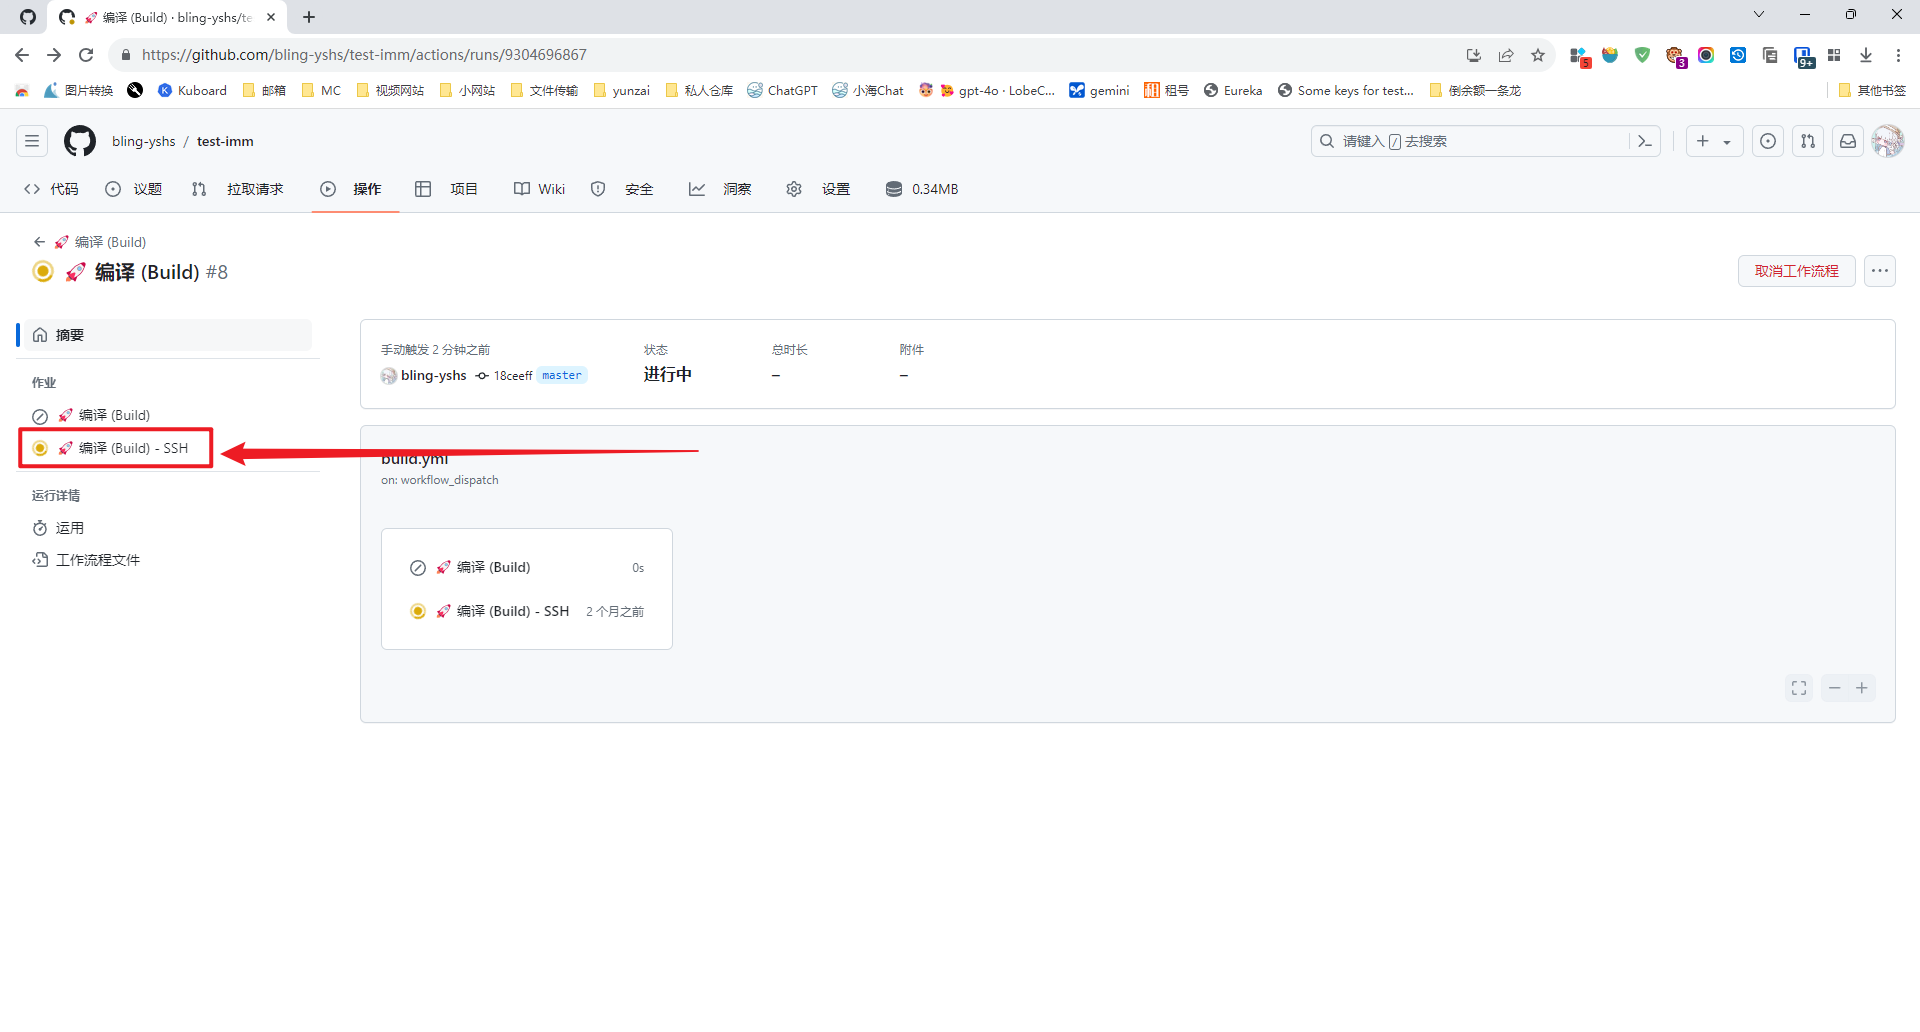 编译 (Build) · bling-yshs/te
https://github.com/bling-yshs/test-imm/actions/runs/9304696867
5
3
9+
图片转换
Kuboard
邮箱
MC
视频网站
小网站
文件传输
yunzai
私人仓库
ChatGPT
小海Chat
gpt-4o · LobeC...
gemini
租号
Eureka
Some keys for test...
倒余额一条龙
其他书签
bling-yshs / test-imm
请键入 / 去搜索
代码
议题
拉取请求
操作
项目
Wiki
安全
洞察
设置
0.34MB
编译 (Build)
编译 (Build) #8
取消工作流程
摘要
手动触发 2 分钟之前
状态
总时长
附件
bling-yshs 18ceeff master
进行中
–
–
作业
编译 (Build)
编译 (Build) - SSH
build.yml
on: workflow_dispatch
运行详情
运用
工作流程文件
编译 (Build) 0s
编译 (Build) - SSH 2 个月之前